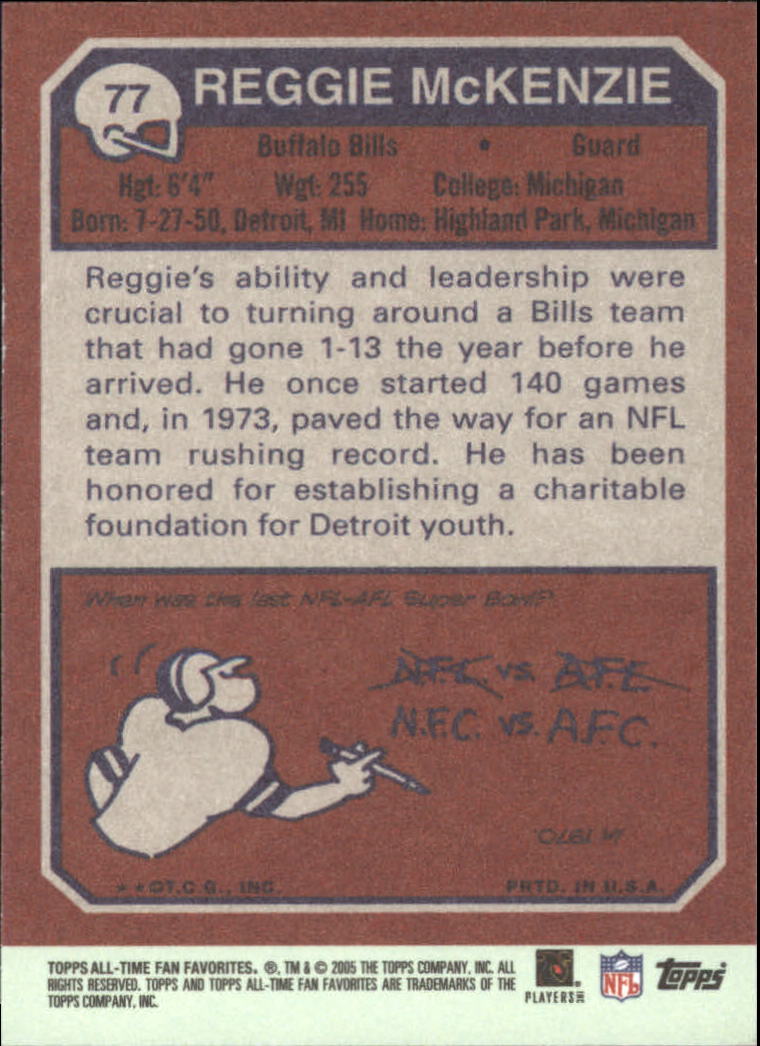 77 REGGIE McKENZIE
Buffalo Bills • Guard
Hgt: 6'4" Wgt: 255 College: Michigan
Born: 7-27-50, Detroit, MI Home: Highland Park, Michigan
Reggie's ability and leadership were
crucial to turning around a Bills team
that had gone 1-13 the year before he
arrived. He once started 140 games
and, in 1973, paved the way for an NFL
team rushing record. He has been
honored for establishing a charitable
foundation for Detroit youth.
When was the last NFL-AFL Super Bowl?
N.F.L. vs A.F.L.
N.F.C. vs. A.F.C.
In 1970.
**©T.C.G., INC. PRTD. IN U.S.A.
TOPPS ALL-TIME FAN FAVORITES. ®, TM & © 2005 THE TOPPS COMPANY, INC. ALL
RIGHTS RESERVED. TOPPS AND TOPPS ALL-TIME FAN FAVORITES ARE TRADEMARKS OF THE
TOPPS COMPANY, INC.
PLAYERS INC
NFL
topps